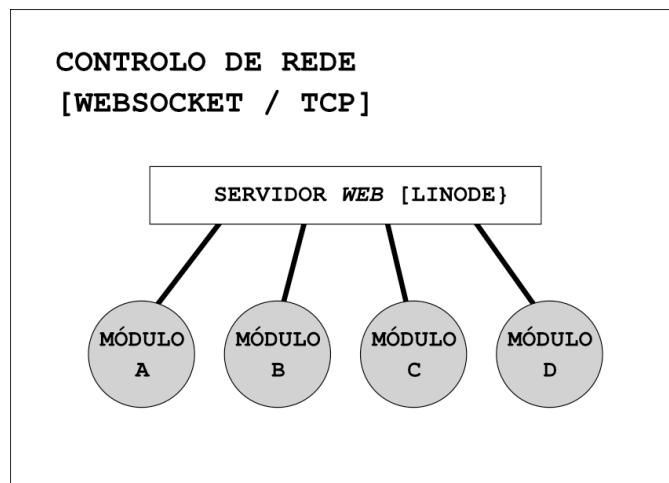 CONTROLO DE REDE
[WEBSOCKET / TCP]
SERVIDOR WEB [LINODE}
MÓDULO A
MÓDULO B
MÓDULO C
MÓDULO D